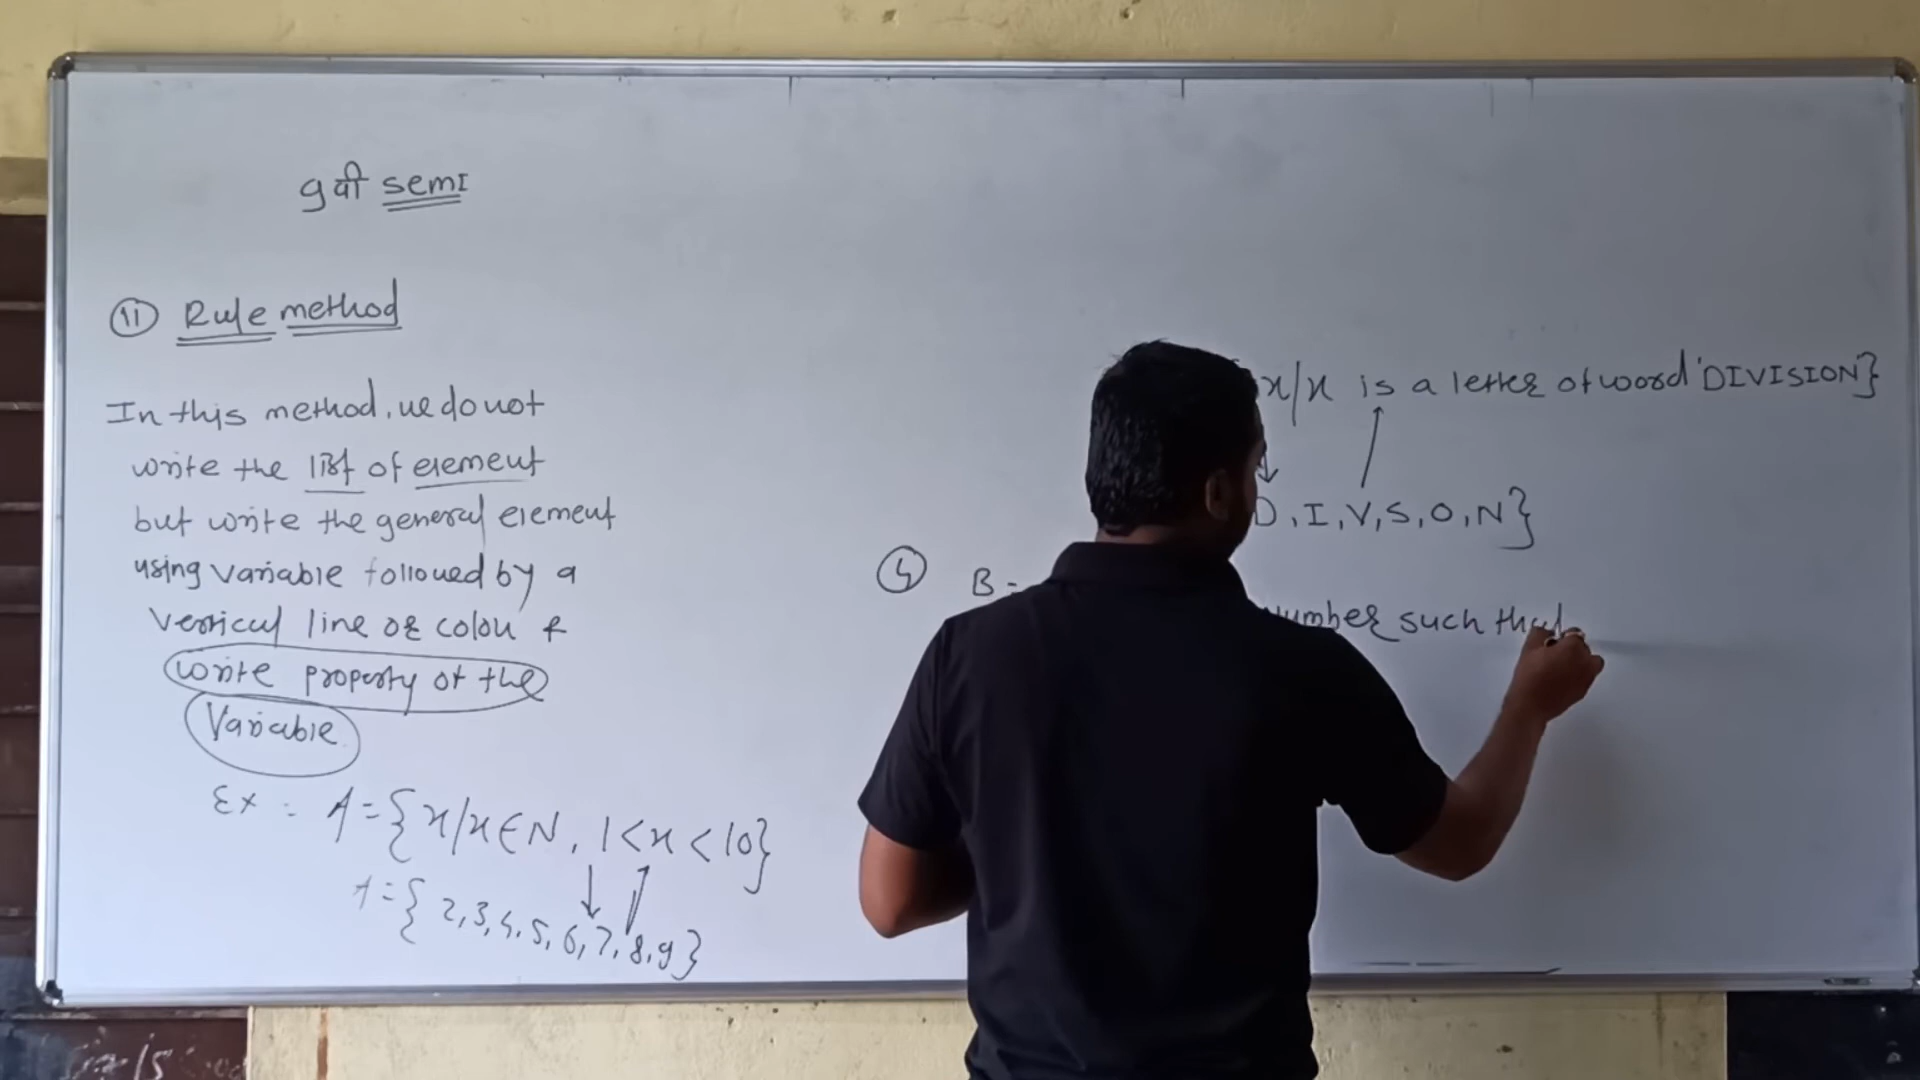 9वी semi
(ii) Rule method
In this method, we do not
write the list of element
but write the general element
using variable followed by a
vertical line or colon &
write property of the
Variable
Ex : A={x/x∈N, 1<x<10}
A={2,3,4,5,6,7,8,9}
x/x is a letter of word 'DIVISION'}
D,I,V,S,O,N}
(4) B=
number such that